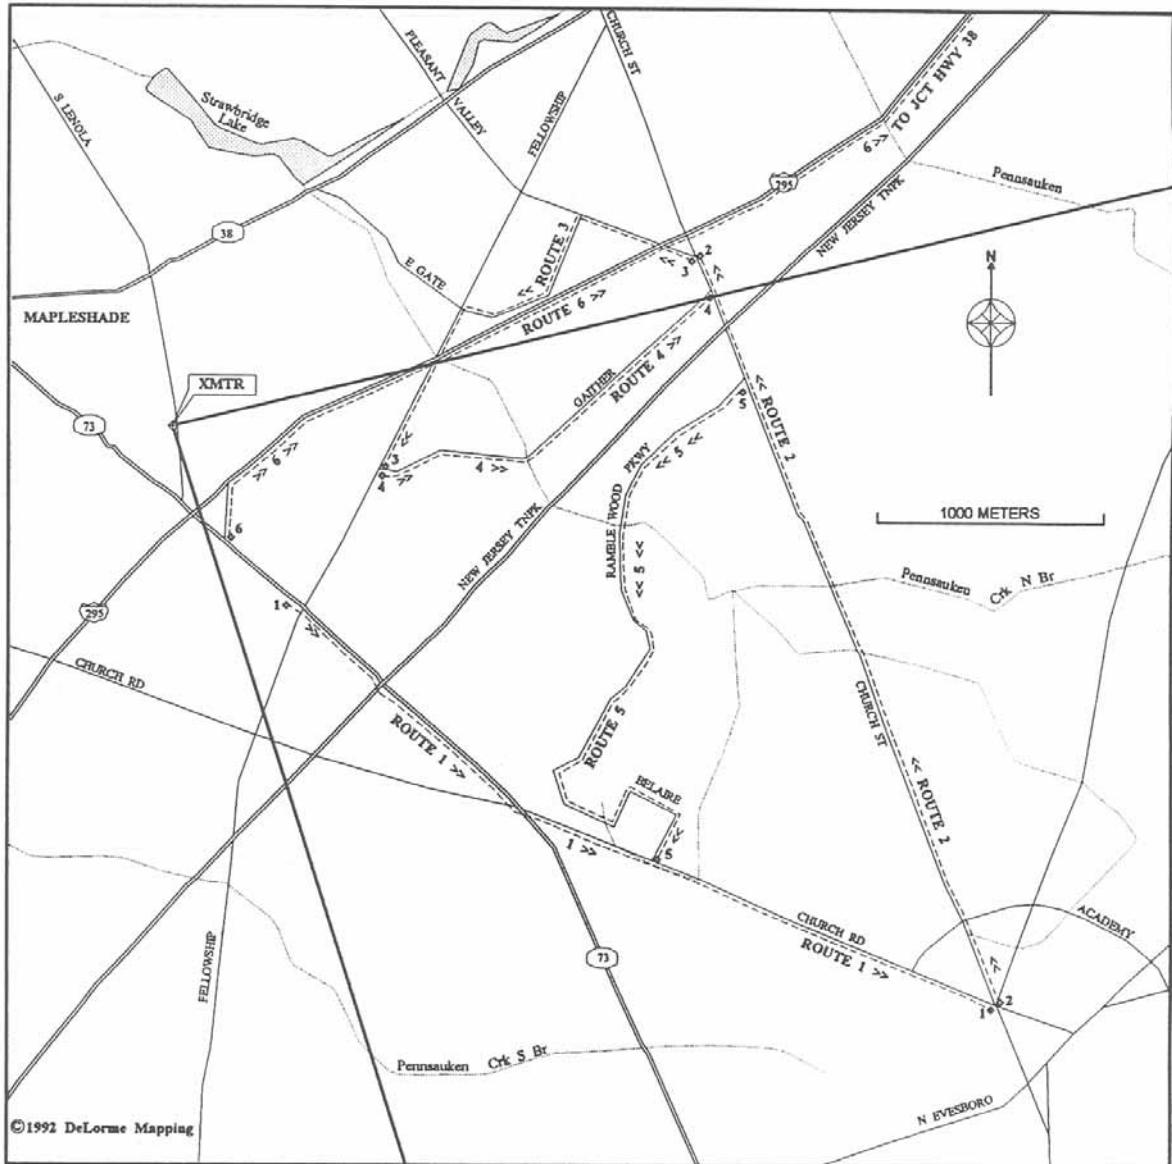 CHURCH ST
PLEASANT
VALLEY
S LENOLA
Strawbridge
Lake
FELLOWSHIP
TO JCT HWY 38
6 >>
295
Pennsauken
NEW JERSEY TNPK
38
E GATE
<<
ROUTE 3
<<
<<
2
3
<<
ROUTE 6 >>
4
N
MAPLESHADE
XMTR
73
GAITHER
ROUTE 4 >>
<< ROUTE 2
5
<< 5 <<
RAMBLE WOOD PKWY
>> 6 >>
<<
3
4 >>
4 >>
1000 METERS
6
NEW JERSEY TNPK
<< 5 <<
Pennsauken Crk N Br
1
>>
295
CHURCH RD
ROUTE 1 >>
ROUTE 5
CHURCH ST
BELAIRE
<<
5
1 >>
<< ROUTE 2
CHURCH RD
ROUTE 1 >>
ACADEMY
<<
73
FELLOWSHIP
1
2
Pennsauken Crk S Br
N EVESBORO
©1992 DeLorme Mapping